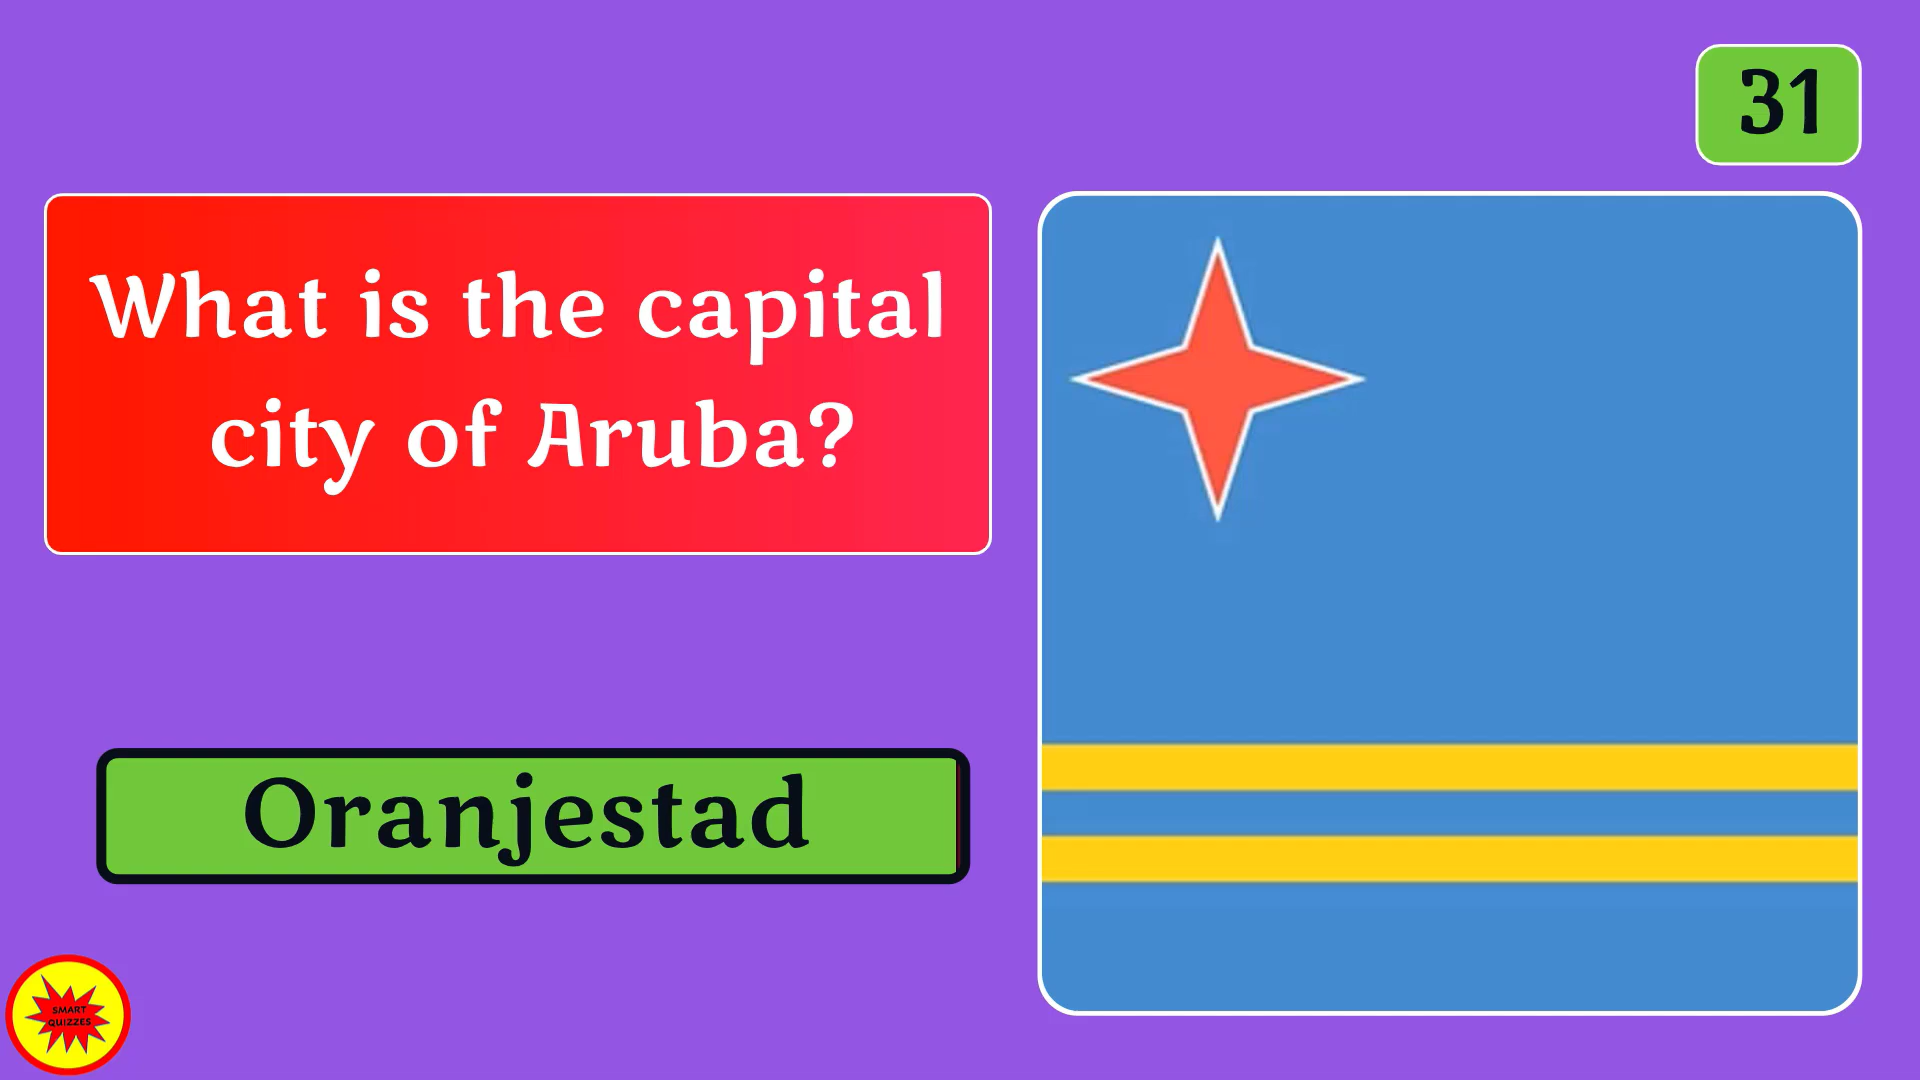 31
What is the capital
city of Aruba?
Oranjestad
SMART
QUIZZES